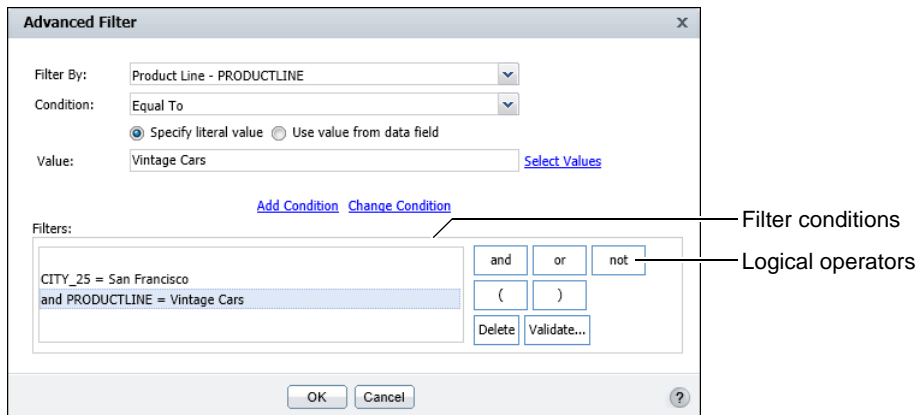 Advanced Filter x
Filter By: Product Line - PRODUCTLINE
Condition: Equal To
Specify literal value Use value from data field
Value: Vintage Cars Select Values
Add Condition Change Condition
Filters:
Filter conditions
and or not
Logical operators
CITY_25 = San Francisco
and PRODUCTLINE = Vintage Cars
( )
Delete Validate...
OK Cancel ?